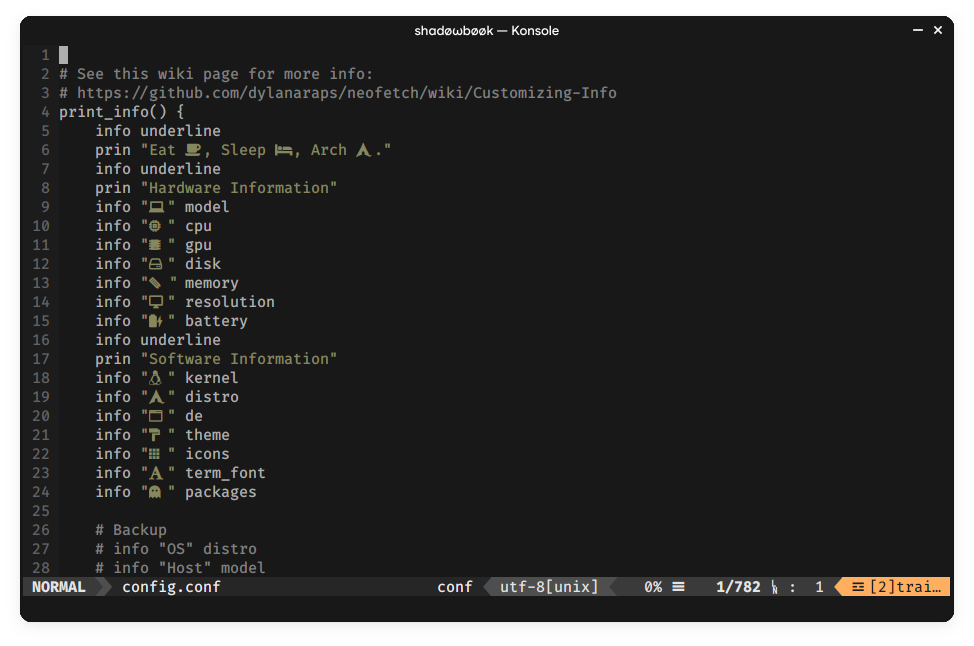 shadøωbøøk — Konsole
1
2 # See this wiki page for more info:
3 # https://github.com/dylanaraps/neofetch/wiki/Customizing-Info
4 print_info() {
5 info underline
6 prin "Eat , Sleep , Arch ."
7 info underline
8 prin "Hardware Information"
9 info " " model
10 info " " cpu
11 info " " gpu
12 info " " disk
13 info " " memory
14 info " " resolution
15 info " " battery
16 info underline
17 prin "Software Information"
18 info " " kernel
19 info " " distro
20 info " " de
21 info " " theme
22 info " " icons
23 info " " term_font
24 info " " packages
25
26 # Backup
27 # info "OS" distro
28 # info "Host" model
NORMAL config.conf conf utf-8[unix] 0% ☰ 1/782 : 1 ☲ [2]trai…